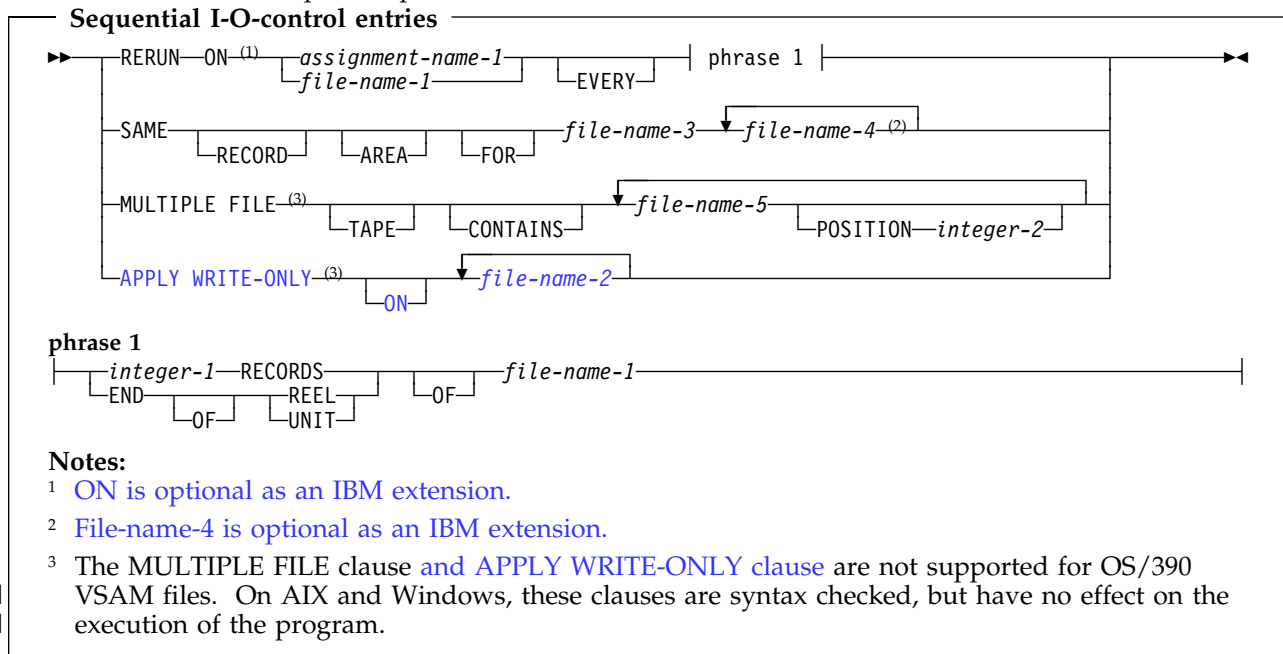 Sequential I-O-control entries
RERUN ON (1) assignment-name-1 phrase 1
file-name-1 EVERY
SAME file-name-3 file-name-4 (2)
RECORD AREA FOR
MULTIPLE FILE (3) file-name-5
TAPE CONTAINS POSITION integer-2
APPLY WRITE-ONLY (3) file-name-2
ON
phrase 1
integer-1 RECORDS file-name-1
END REEL OF
OF UNIT
Notes:
1 ON is optional as an IBM extension.
2 File-name-4 is optional as an IBM extension.
3 The MULTIPLE FILE clause and APPLY WRITE-ONLY clause are not supported for OS/390
VSAM files. On AIX and Windows, these clauses are syntax checked, but have no effect on the
execution of the program.